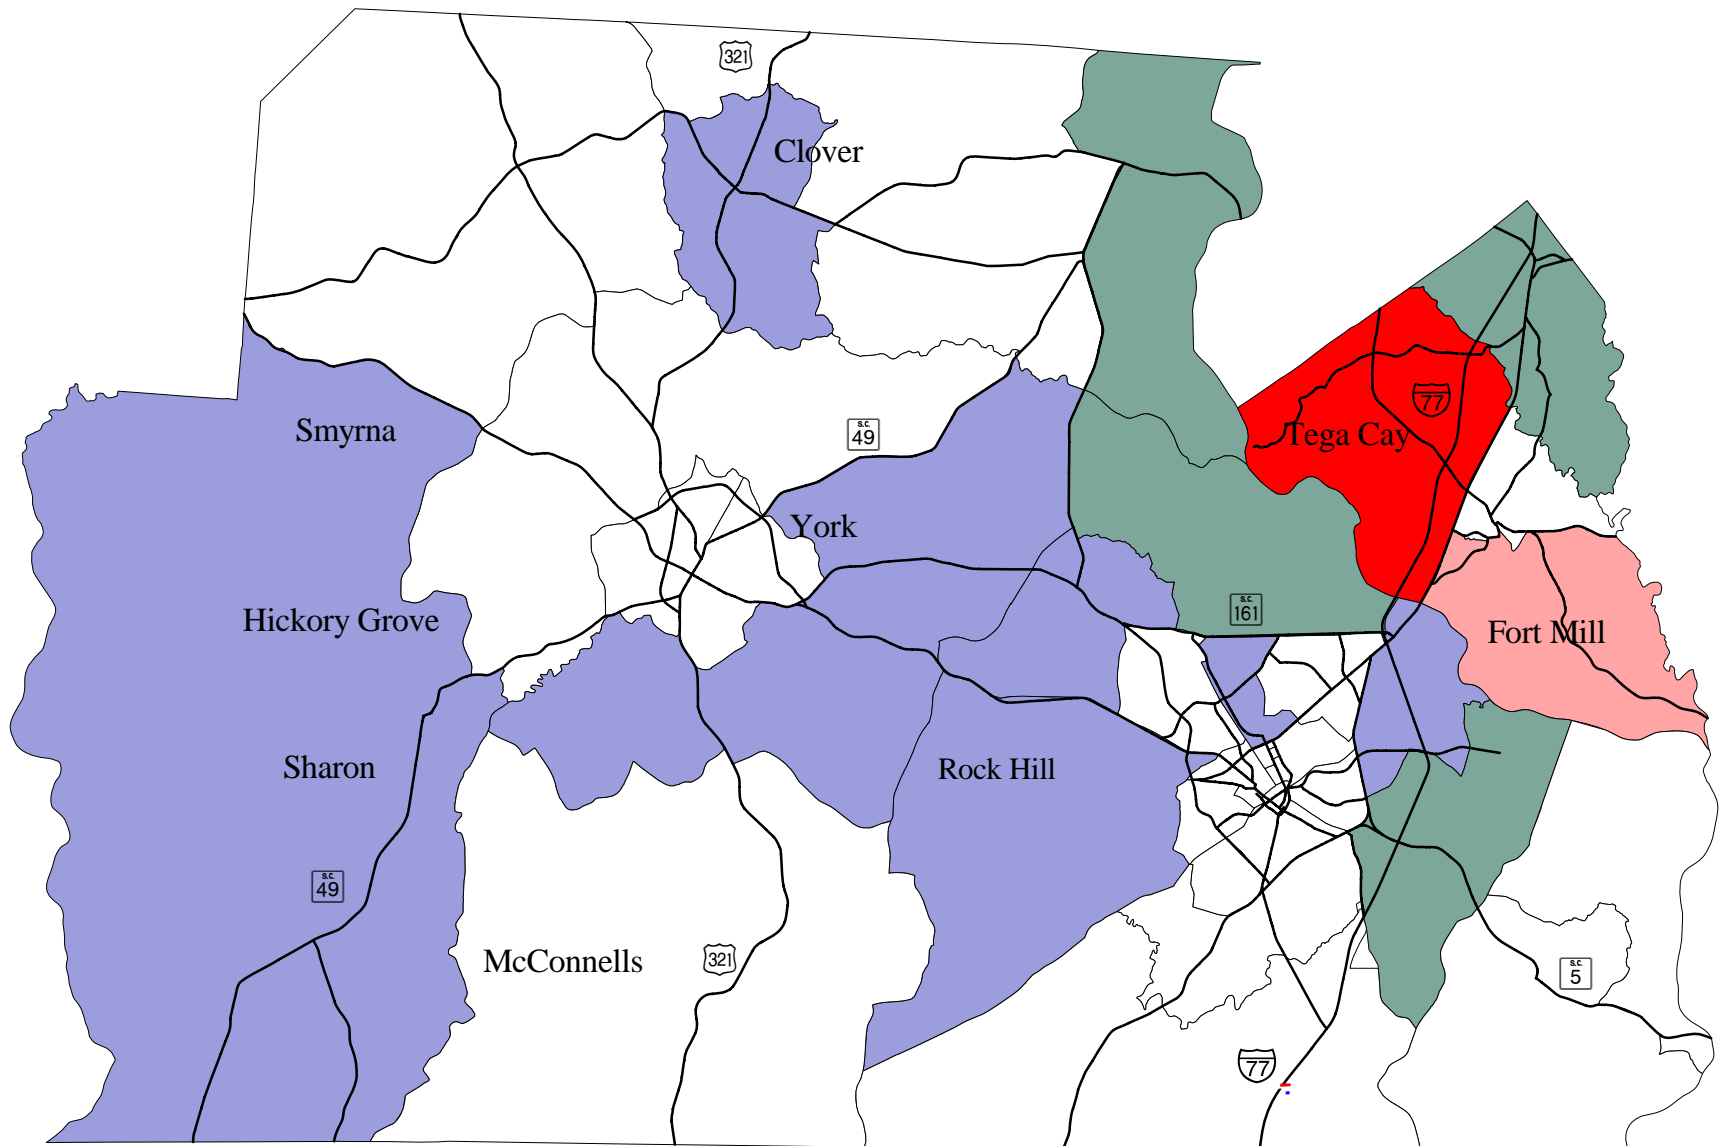 321
Clover
77
Smyrna
S.C.
49
Tega Cay
York
S.C.
161
Hickory Grove
Fort Mill
Sharon
Rock Hill
S.C.
49
McConnells
321
S.C.
5
77